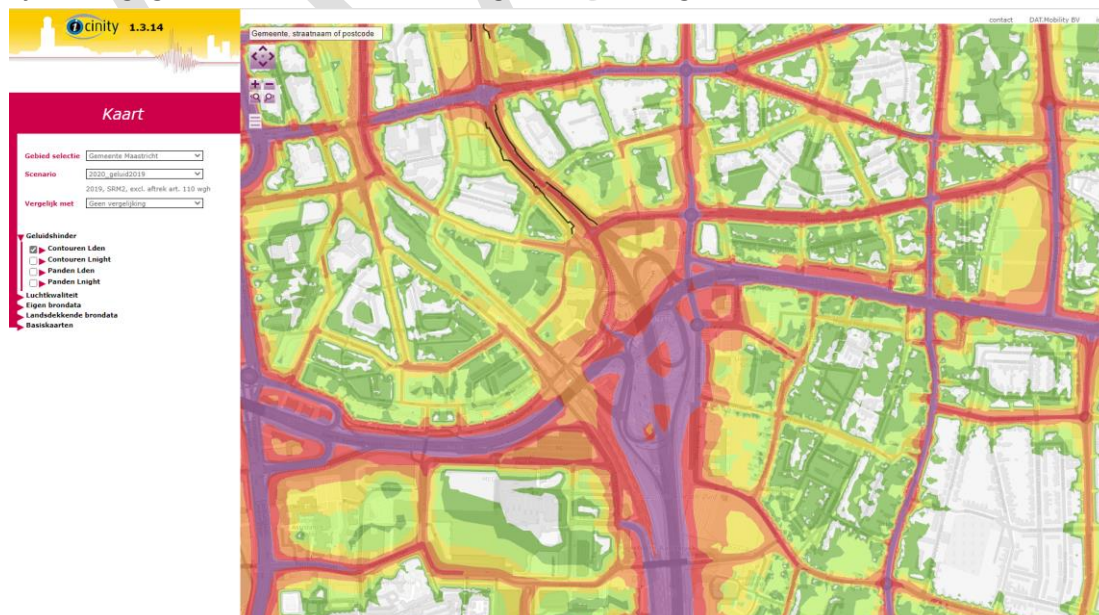 icinity 1.3.14
contact DAT.Mobility BV
Gemeente, straatnaam of postcode
Kaart
Gebied selectie Gemeente Maastricht
Scenario 2020_geluid2019
2019, SRM2, excl. aftrek art. 110 wgh
Vergelijk met Geen vergelijking
Geluidshinder
Contouren Lden
Contouren Lnight
Panden Lden
Panden Lnight
Luchtkwaliteit
Eigen brondata
Landsdekkende brondata
Basiskaarten